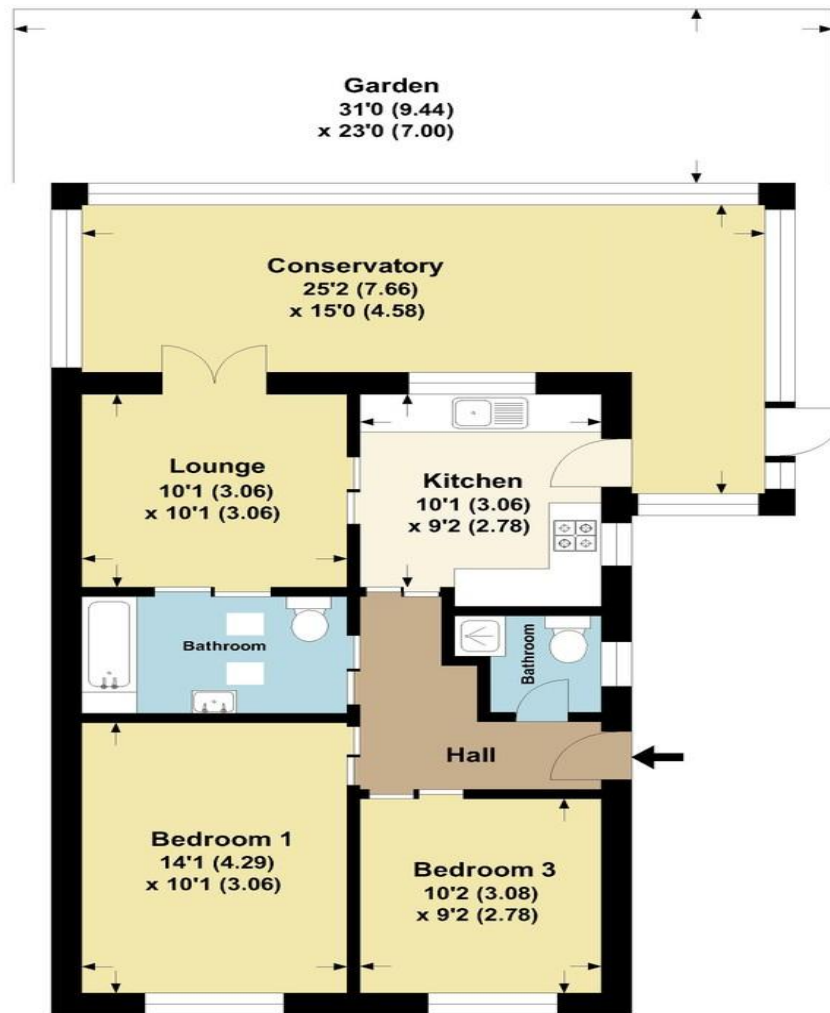 Garden
31'0 (9.44)
x 23'0 (7.00)
Conservatory
25'2 (7.66)
x 15'0 (4.58)
Lounge
10'1 (3.06)
x 10'1 (3.06)
Kitchen
10'1 (3.06)
x 9'2 (2.78)
Bathroom
Bathroom
Hall
Bedroom 1
14'1 (4.29)
x 10'1 (3.06)
Bedroom 3
10'2 (3.08)
x 9'2 (2.78)